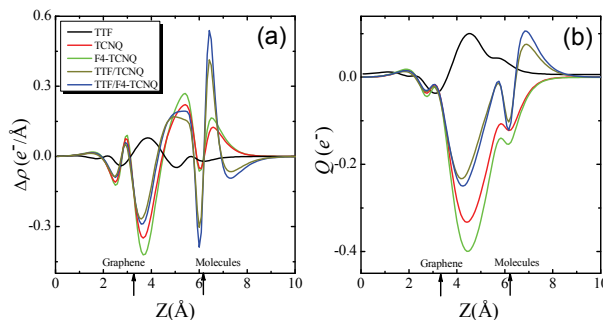 (a)
TTF
TCNQ
F4-TCNQ
TTF/TCNQ
TTF/F4-TCNQ
Δρ (e⁻/Å)
0.6
0.3
0.0
-0.3
Graphene
Molecules
0 2 4 6 8 10
Z(Å)
(b)
Q (e⁻)
0.0
-0.2
-0.4
Graphene
Molecules
0 2 4 6 8 10
Z(Å)